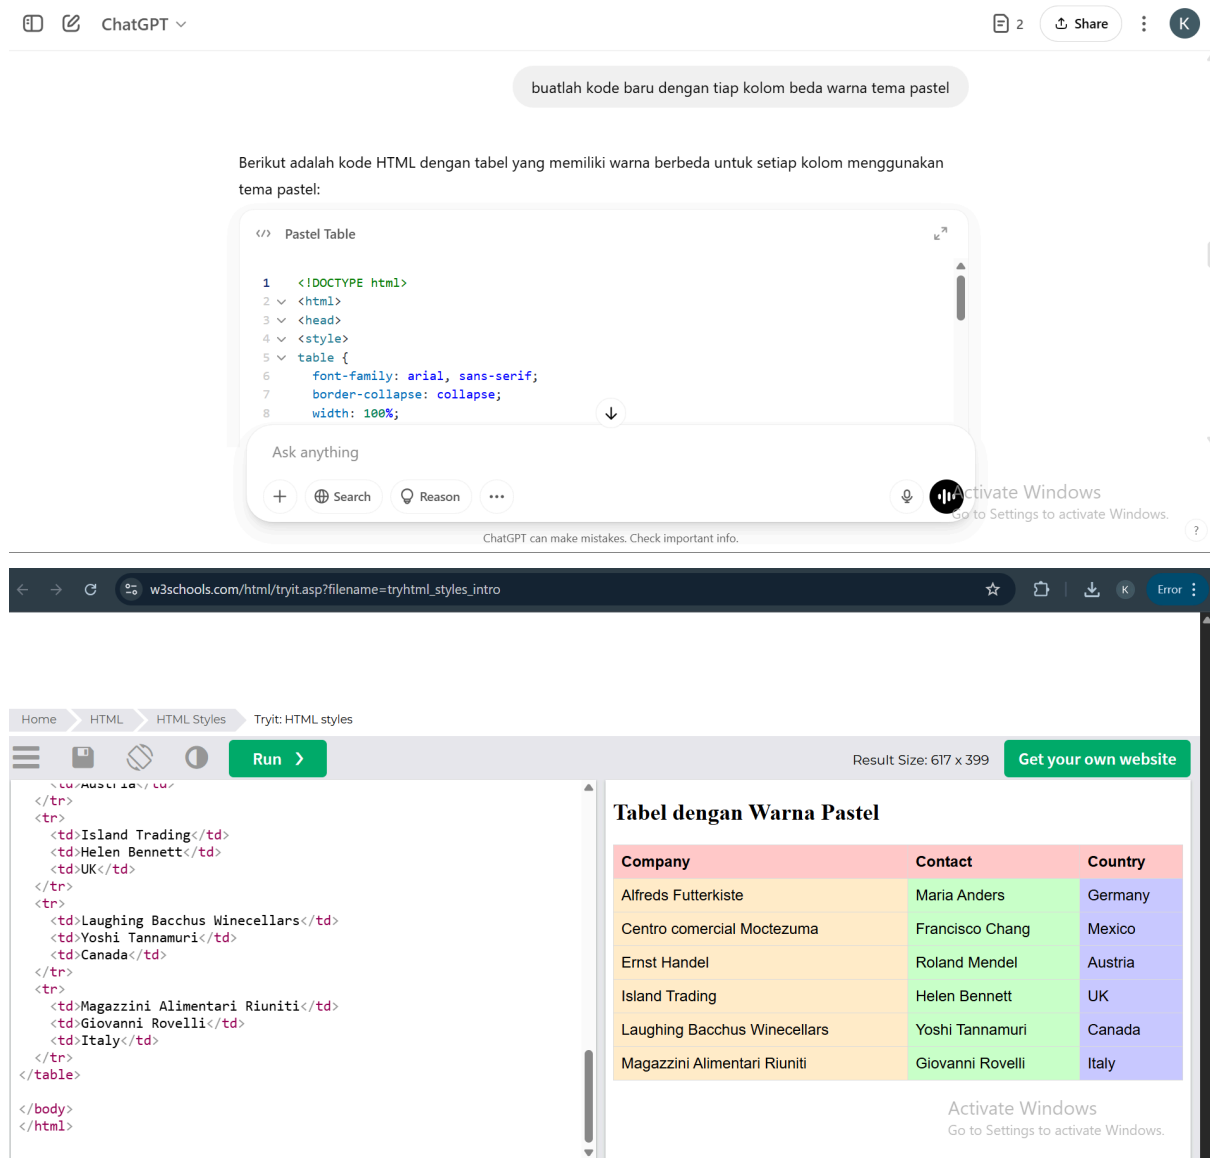 ChatGPT
2
Share
K
buatlah kode baru dengan tiap kolom beda warna tema pastel
Berikut adalah kode HTML dengan tabel yang memiliki warna berbeda untuk setiap kolom menggunakan
tema pastel:
</> Pastel Table
1 <!DOCTYPE html>
2 <html>
3 <head>
4 <style>
5 table {
6 font-family: arial, sans-serif;
7 border-collapse: collapse;
8 width: 100%;
Ask anything
+ Search Reason ...
Activate Windows
Go to Settings to activate Windows.
?
ChatGPT can make mistakes. Check important info.
w3schools.com/html/tryit.asp?filename=tryhtml_styles_intro
K
Error
Home HTML HTML Styles Tryit: HTML styles
Run ❯
Result Size: 617 x 399
Get your own website
<td>Austria</td>
</tr>
<tr>
<td>Island Trading</td>
<td>Helen Bennett</td>
<td>UK</td>
</tr>
<tr>
<td>Laughing Bacchus Winecellars</td>
<td>Yoshi Tannamuri</td>
<td>Canada</td>
</tr>
<tr>
<td>Magazzini Alimentari Riuniti</td>
<td>Giovanni Rovelli</td>
<td>Italy</td>
</tr>
</table>
</body>
</html>
Tabel dengan Warna Pastel
Company Contact Country
Alfreds Futterkiste Maria Anders Germany
Centro comercial Moctezuma Francisco Chang Mexico
Ernst Handel Roland Mendel Austria
Island Trading Helen Bennett UK
Laughing Bacchus Winecellars Yoshi Tannamuri Canada
Magazzini Alimentari Riuniti Giovanni Rovelli Italy
Activate Windows
Go to Settings to activate Windows.